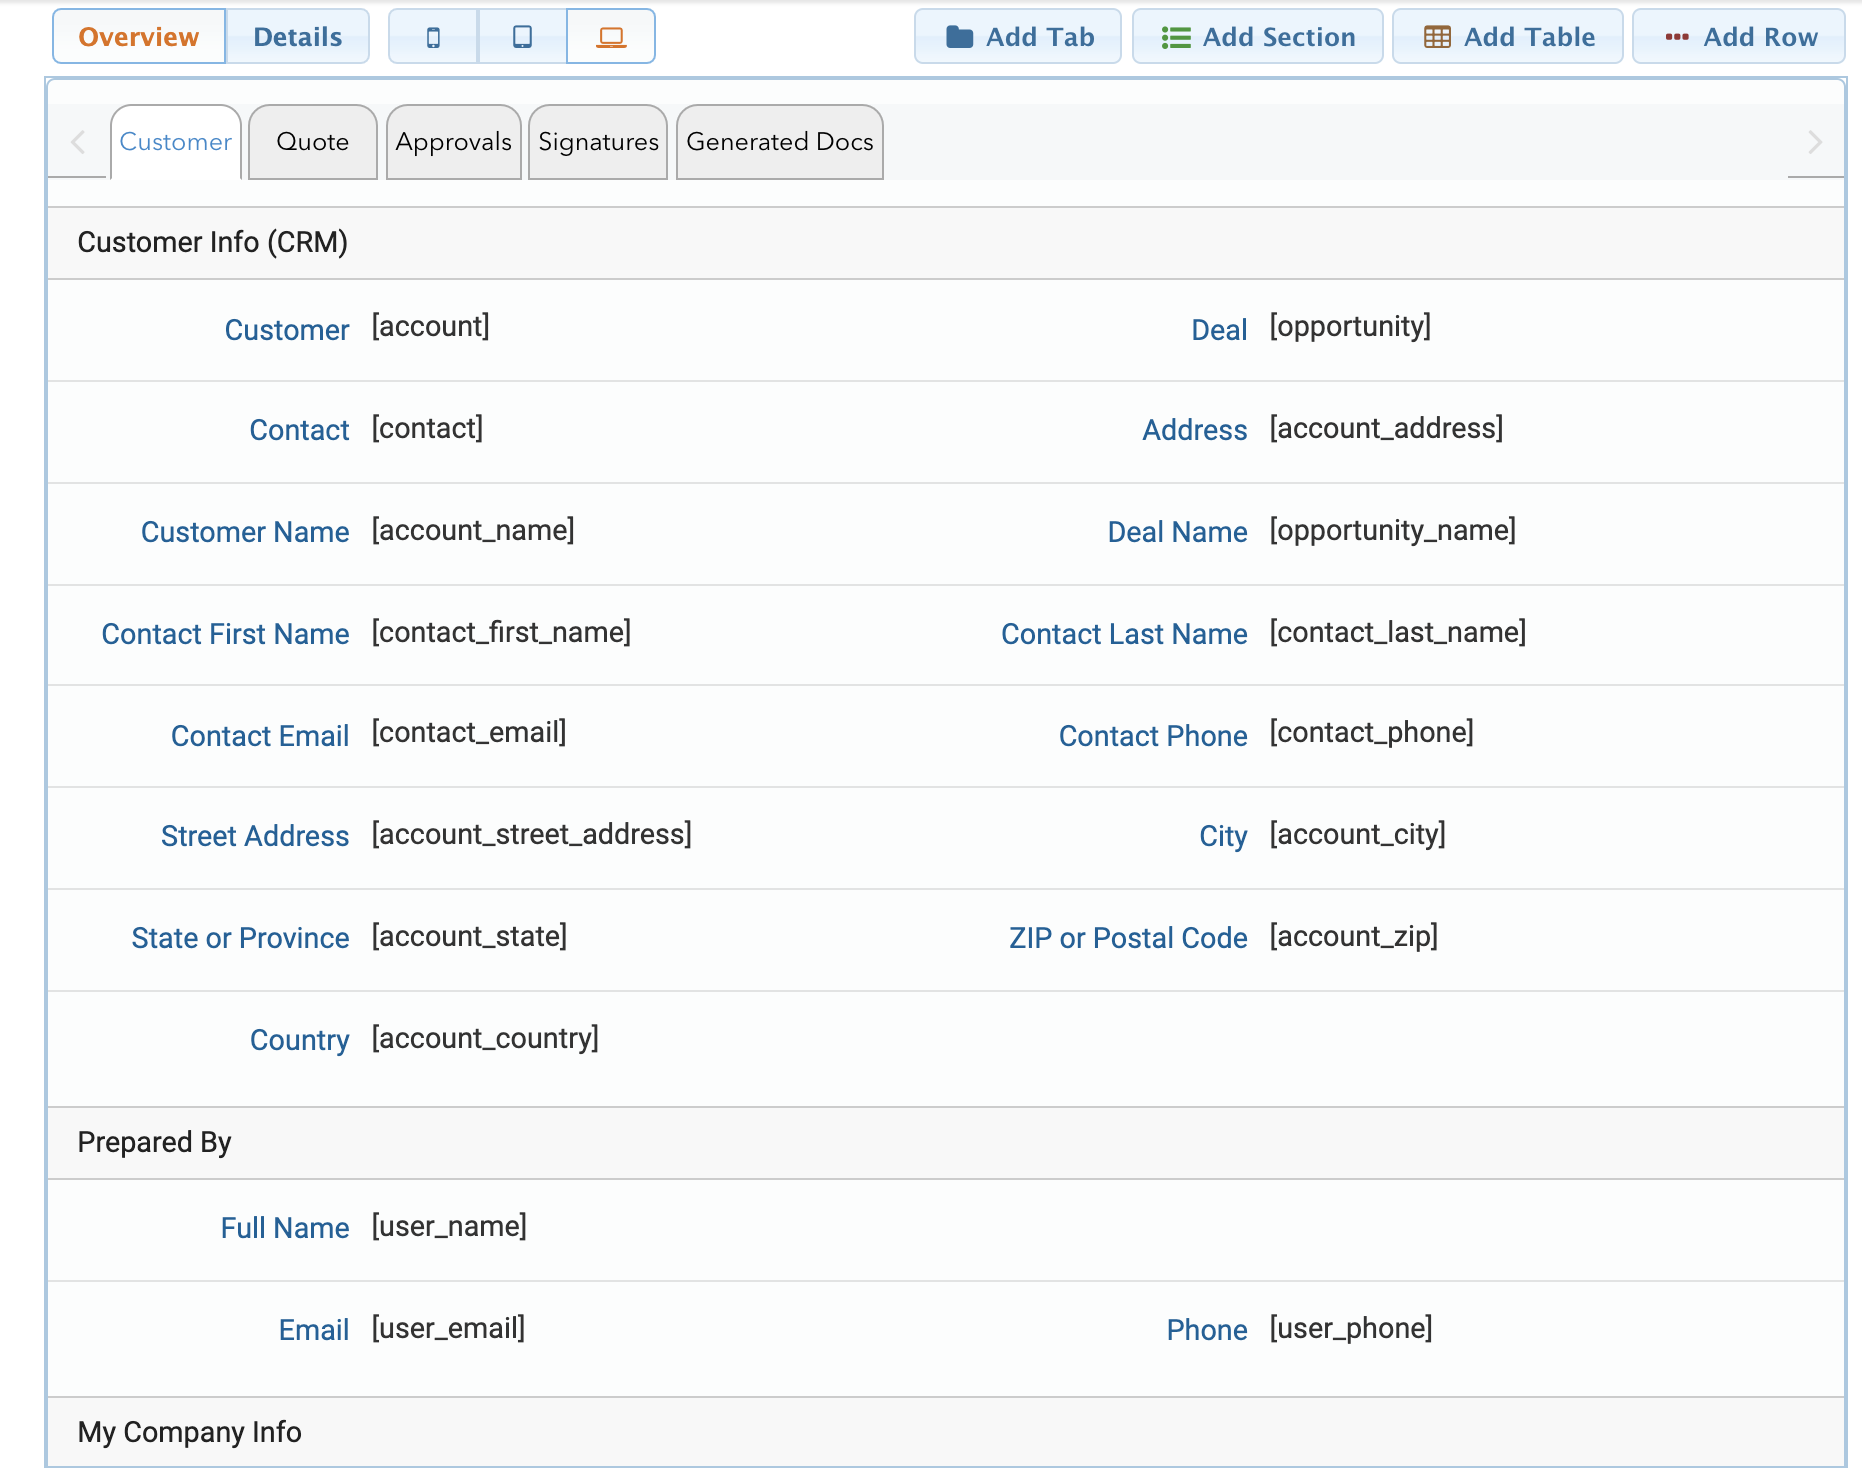 Overview Details Add Tab Add Section Add Table Add Row
Customer Quote Approvals Signatures Generated Docs
Customer Info (CRM)
Customer [account] Deal [opportunity]
Contact [contact] Address [account_address]
Customer Name [account_name] Deal Name [opportunity_name]
Contact First Name [contact_first_name] Contact Last Name [contact_last_name]
Contact Email [contact_email] Contact Phone [contact_phone]
Street Address [account_street_address] City [account_city]
State or Province [account_state] ZIP or Postal Code [account_zip]
Country [account_country]
Prepared By
Full Name [user_name]
Email [user_email] Phone [user_phone]
My Company Info